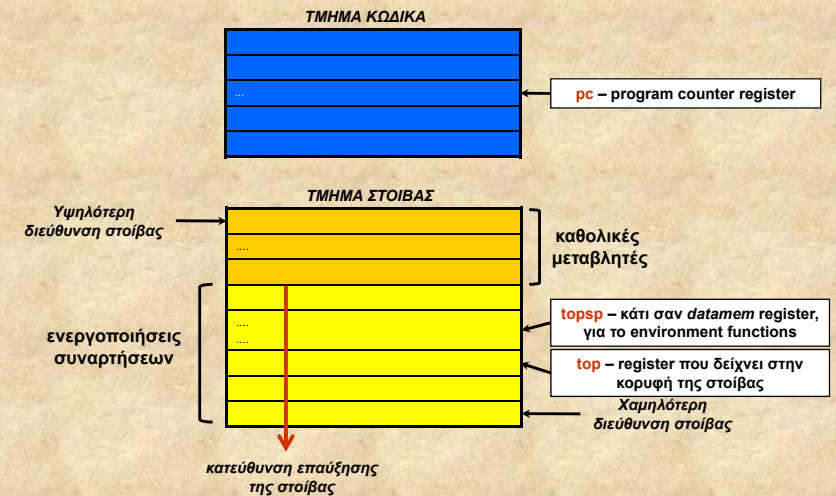 ΤΜΗΜΑ ΚΩΔΙΚΑ
...
pc – program counter register
ΤΜΗΜΑ ΣΤΟΙΒΑΣ
Υψηλότερη
διεύθυνση στοίβας
....
καθολικές
μεταβλητές
ενεργοποιήσεις
συναρτήσεων
....
....
topsp – κάτι σαν datamem register,
για το environment functions
top – register που δείχνει στην
κορυφή της στοίβας
Χαμηλότερη
διεύθυνση στοίβας
κατεύθυνση επαύξησης
της στοίβας